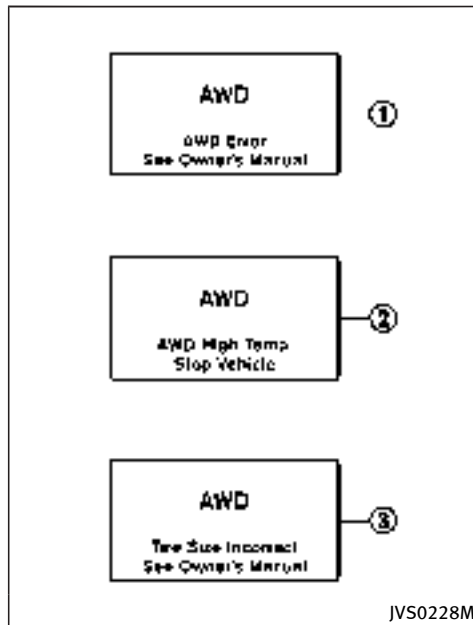 AWD
AWD Error
See Owner's Manual
①
AWD
AWD High Temp
Stop Vehicle
②
AWD
Tire Size Incorrect
See Owner's Manual
③
JVS0228M